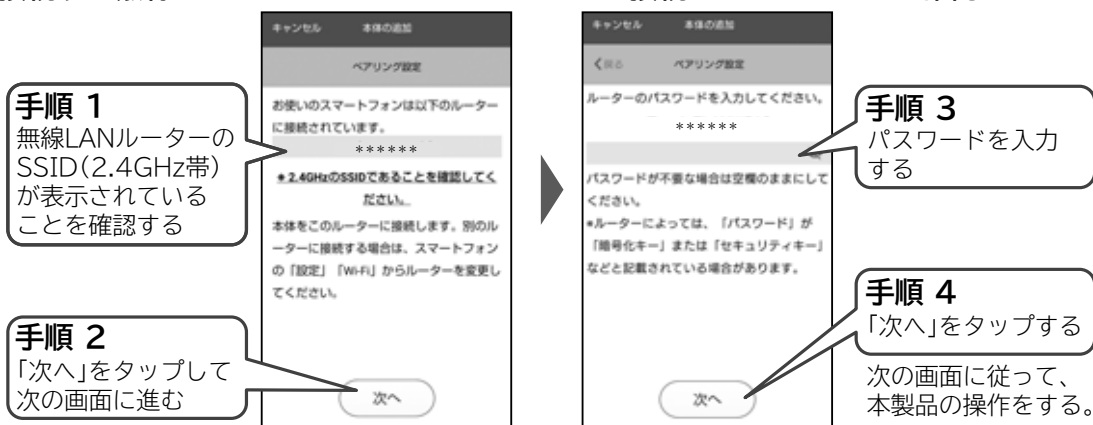 手順 1
無線LANルーターの
SSID(2.4GHz帯)
が表示されている
ことを確認する
手順 2
「次へ」をタップして
次の画面に進む
キャンセル 本体の追加
ペアリング設定
お使いのスマートフォンは以下のルーター
に接続されています。
******
*2.4GHzのSSIDであることを確認してく
ださい。
本体をこのルーターに接続します。別のル
ーターに接続する場合は、スマートフォン
の「設定」「Wi-Fi」からルーターを変更し
てください。
次へ
キャンセル 本体の追加
戻る ペアリング設定
ルーターのパスワードを入力してください。
******
パスワードが不要な場合は空欄のままにして
ください。
*ルーターによっては、「パスワード」が
「暗号化キー」または「セキュリティキー」
などと記載されている場合があります。
次へ
手順 3
パスワードを入力
する
手順 4
「次へ」をタップする
次の画面に従って、
本製品の操作をする。